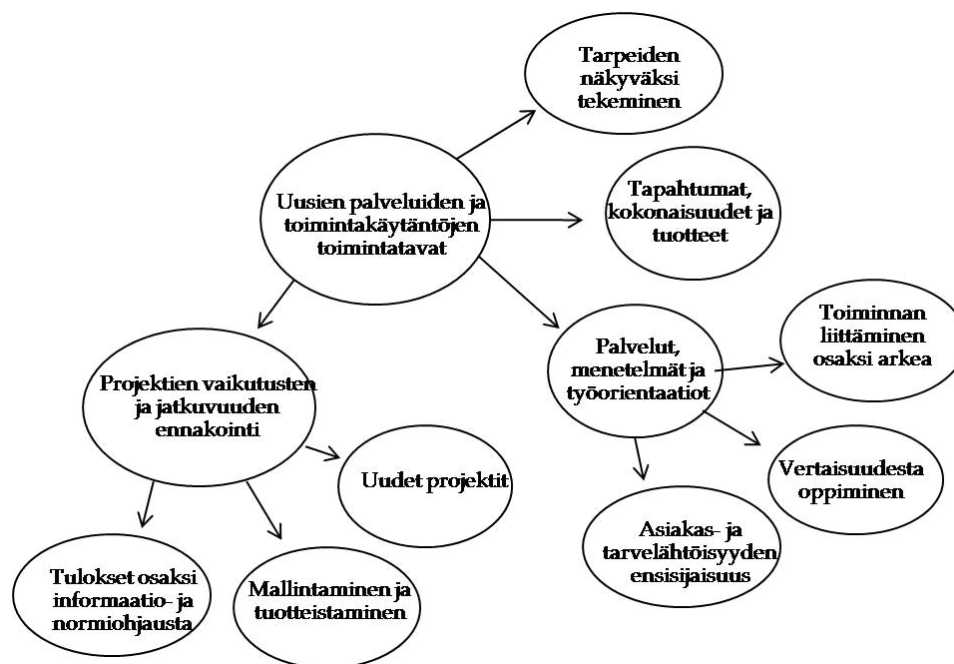 Tarpeiden
näkyväksi
tekeminen
Uusien palveluiden ja
toimintakäytäntöjen
toimintatavat
Tapahtumat,
kokonaisuudet ja
tuotteet
Toiminnan
liittäminen
osaksi arkea
Palvelut,
menetelmät ja
työorientaatiot
Projektien vaikutusten
ja jatkuvuuden
ennakointi
Vertaisuudesta
oppiminen
Uudet projektit
Asiakas- ja
tarvelähtöisyyden
ensisijaisuus
Tulokset osaksi
informaatio- ja
normiohjausta
Mallintaminen ja
tuotteistaminen